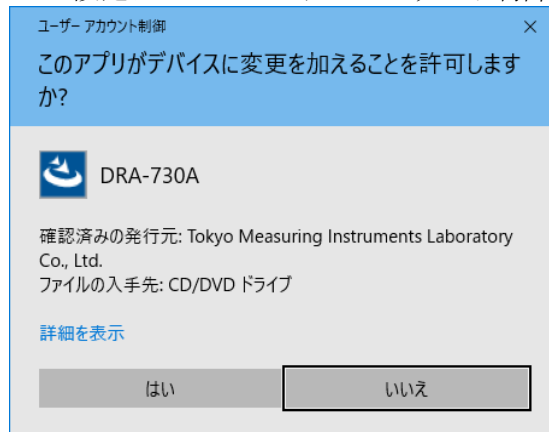 ユーザー アカウント制御
このアプリがデバイスに変更を加えることを許可します
か?
DRA-730A
確認済みの発行元: Tokyo Measuring Instruments Laboratory
Co., Ltd.
ファイルの入手先: CD/DVD ドライブ
詳細を表示
はい
いいえ